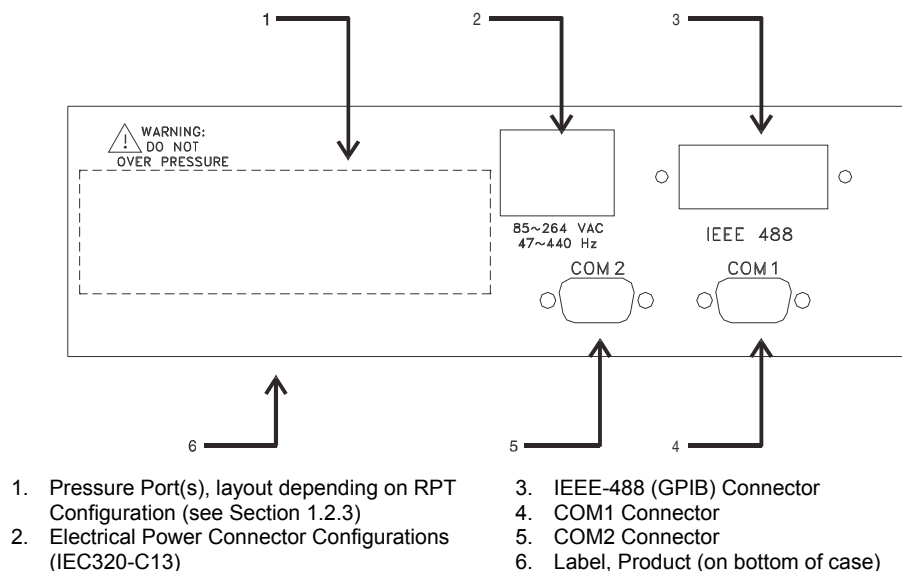 1
2
3
WARNING:
DO NOT
OVER PRESSURE
85~264 VAC
47~440 Hz
IEEE 488
COM 2
COM 1
6
5
4
1. Pressure Port(s), layout depending on RPT
Configuration (see Section 1.2.3)
2. Electrical Power Connector Configurations
(IEC320-C13)
3. IEEE-488 (GPIB) Connector
4. COM1 Connector
5. COM2 Connector
6. Label, Product (on bottom of case)